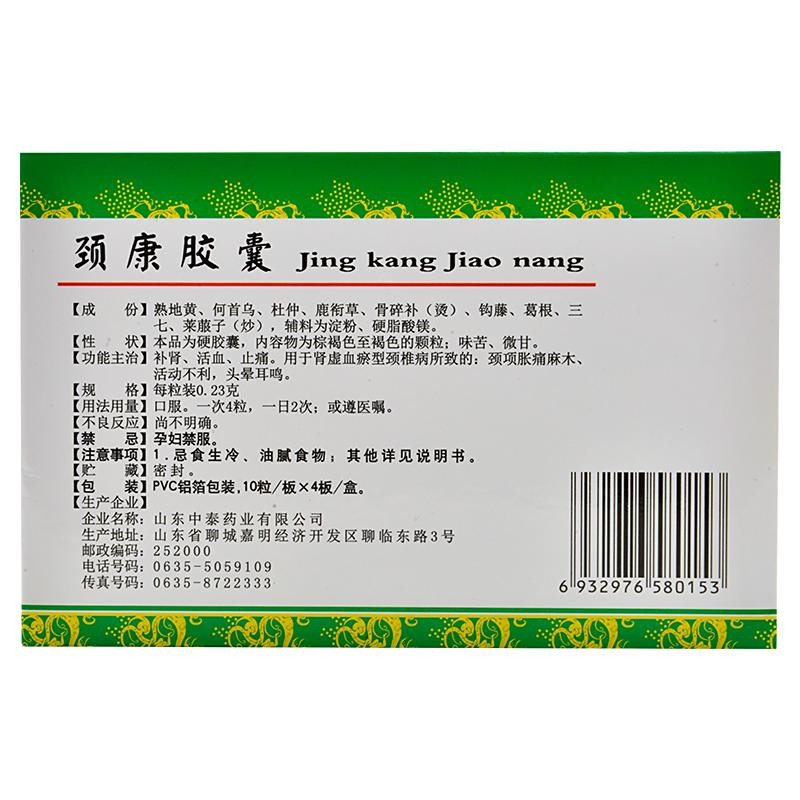 颈康胶囊 Jing kang Jiao nang
【成 份】熟地黄、何首乌、杜仲、鹿衔草、骨碎补（烫）、钩藤、葛根、三
七、莱菔子（炒），辅料为淀粉、硬脂酸镁。
【性 状】本品为硬胶囊，内容物为棕褐色至褐色的颗粒；味苦、微甘。
【功能主治】补肾、活血、止痛。用于肾虚血瘀型颈椎病所致的：颈项胀痛麻木、
活动不利，头晕耳鸣。
【规 格】每粒装0.23克
【用法用量】口服。一次4粒，一日2次；或遵医嘱。
【不良反应】尚不明确。
【禁 忌】孕妇禁服。
【注意事项】1.忌食生冷、油腻食物；其他详见说明书。
【贮 藏】密封。
【包 装】PVC铝箔包装,10粒/板×4板/盒。
【生产企业】
企业名称：山东中泰药业有限公司
生产地址：山东省聊城嘉明经济开发区聊临东路3号
邮政编码：252000
电话号码：0635-5059109
传真号码：0635-8722333
6 932976 580153